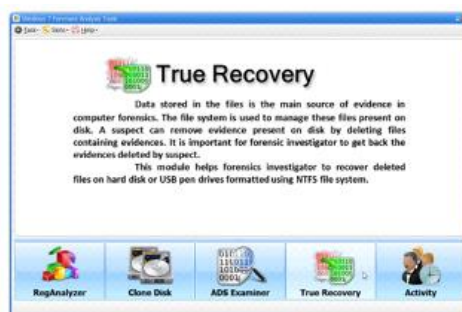 Windows 7 Forensic Analysis Tools
Tools Skins Help
True Recovery
Data stored in the files is the main source of evidence in
computer forensics. The file system is used to manage these files present on
disk. A suspect can remove evidence present on disk by deleting files
containing evidences. It is important for forensic investigator to get back the
evidences deleted by suspect.
This module helps forensics investigator to recover deleted
files on hard disk or USB pen drives formatted using NTFS file system.
RegAnalyzer Clone Disk ADS Examiner True Recovery Activity